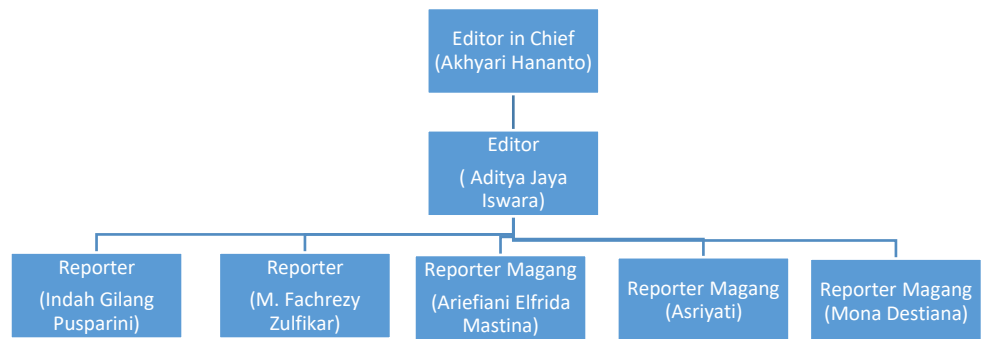 Editor in Chief
(Akhyari Hananto)
Editor
( Aditya Jaya
Iswara)
Reporter
(Indah Gilang
Pusparini)
Reporter
(M. Fachrezy
Zulfikar)
Reporter Magang
(Ariefiani Elfrida
Mastina)
Reporter Magang
(Asriyati)
Reporter Magang
(Mona Destiana)